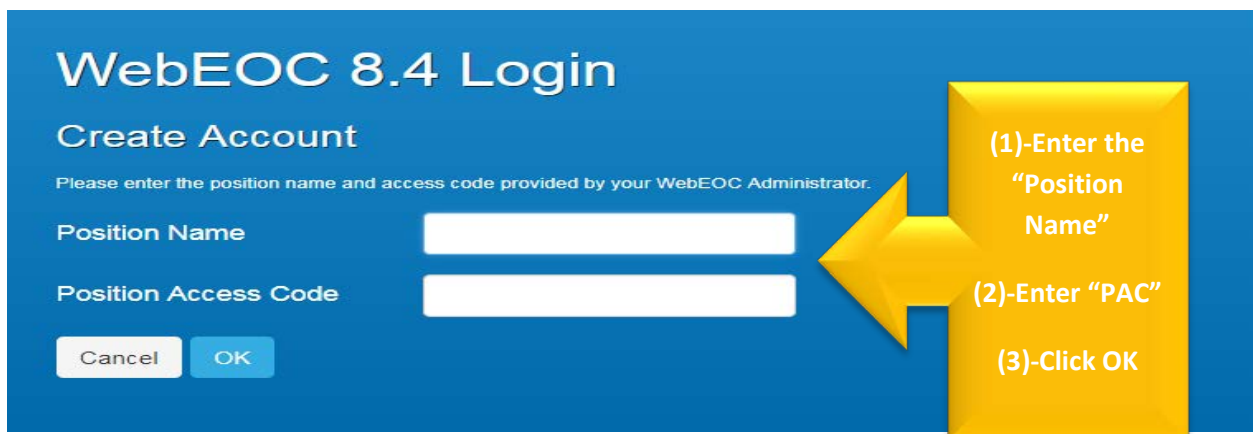 WebEOC 8.4 Login
Create Account
Please enter the position name and access code provided by your WebEOC Administrator.
Position Name
Position Access Code
Cancel
OK
(1)-Enter the
“Position
Name”
(2)-Enter “PAC”
(3)-Click OK